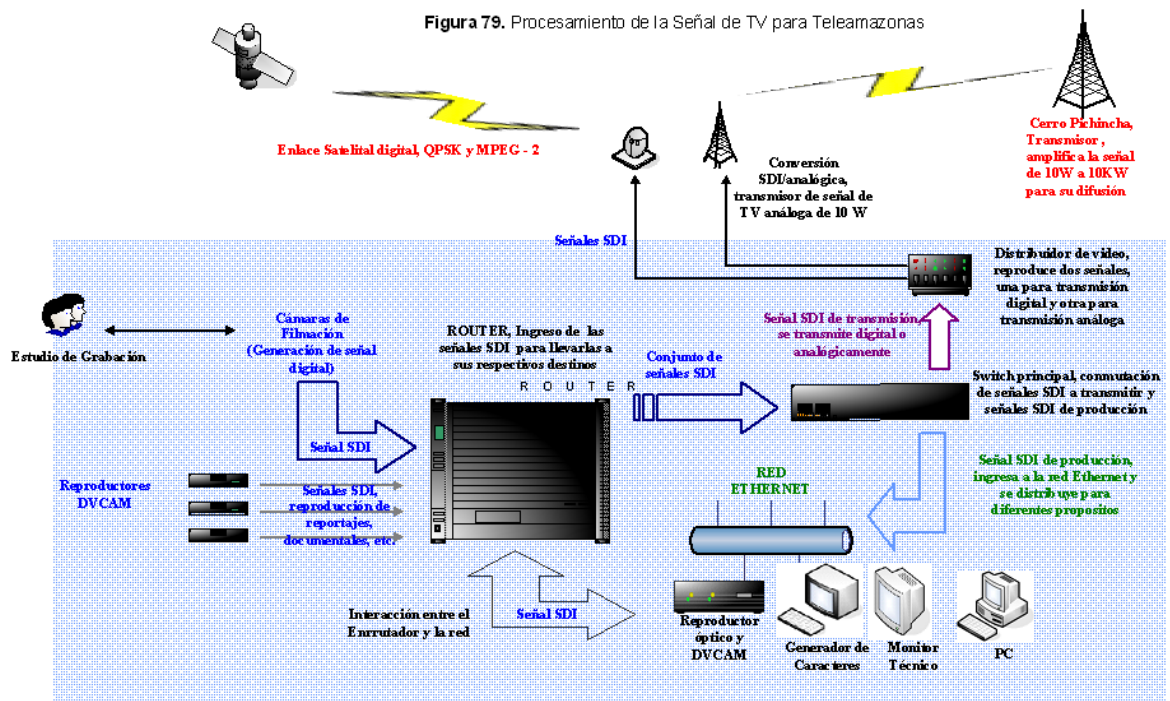 Figura 79. Procesamiento de la Señal de TV para Teleamazonas
Enlace Satelital digital, QPSK y MPEG - 2
Conversión
SDI/analógica,
transmisor de señal de
TV análoga de 10 W
Cerro Pichincha,
Transmisor ,
amplifica la señal
de 10W a 10KW
para su difusión
Señales SDI
Distribuidor de video,
reproduce dos señales,
una para transmisión
digital y otra para
transmisión análoga
Estudio de Grabación
Cámaras de
Filmación
(Generación de señal
digital)
ROUTER, Ingreso de las
señales SDI para llevarlas a
sus respectivos destinos
ROUTER
Señal SDI de transmisión,
se transmite digital o
analógicamente
Conjunto de
señales SDI
Switch principal, conmutación
de señales SDI a transmitir y
señales SDI de producción
Señal SDI
Reproductores
DVCAM
Señales SDI,
reproducción de
reportajes,
documentales, etc.
RED
ETHERNET
Señal SDI de producción,
ingresa a la red Ethernet y
se distribuye para
diferentes propositos
Interacción entre el
Enrrutador y la red
Señal SDI
Reproductor
óptico y
DVCAM
Generador de
Caracteres
Monitor
Técnico
PC